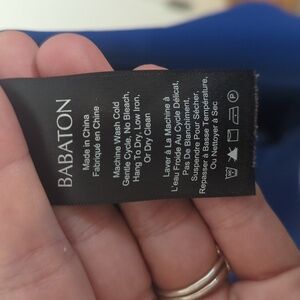 BABATON
Made in China
Fabriqué en Chine
Machine Wash Cold
Gentle Cycle, No Bleach,
Hang To Dry, Low Iron,
Or Dry Clean
Laver À La Machine À
L'eau Froide Au Cycle Délicat,
Pas De Blanchiment,
Suspendre Pour Sécher,
Repasser à Basse Température,
Ou Nettoyer à Sec
P